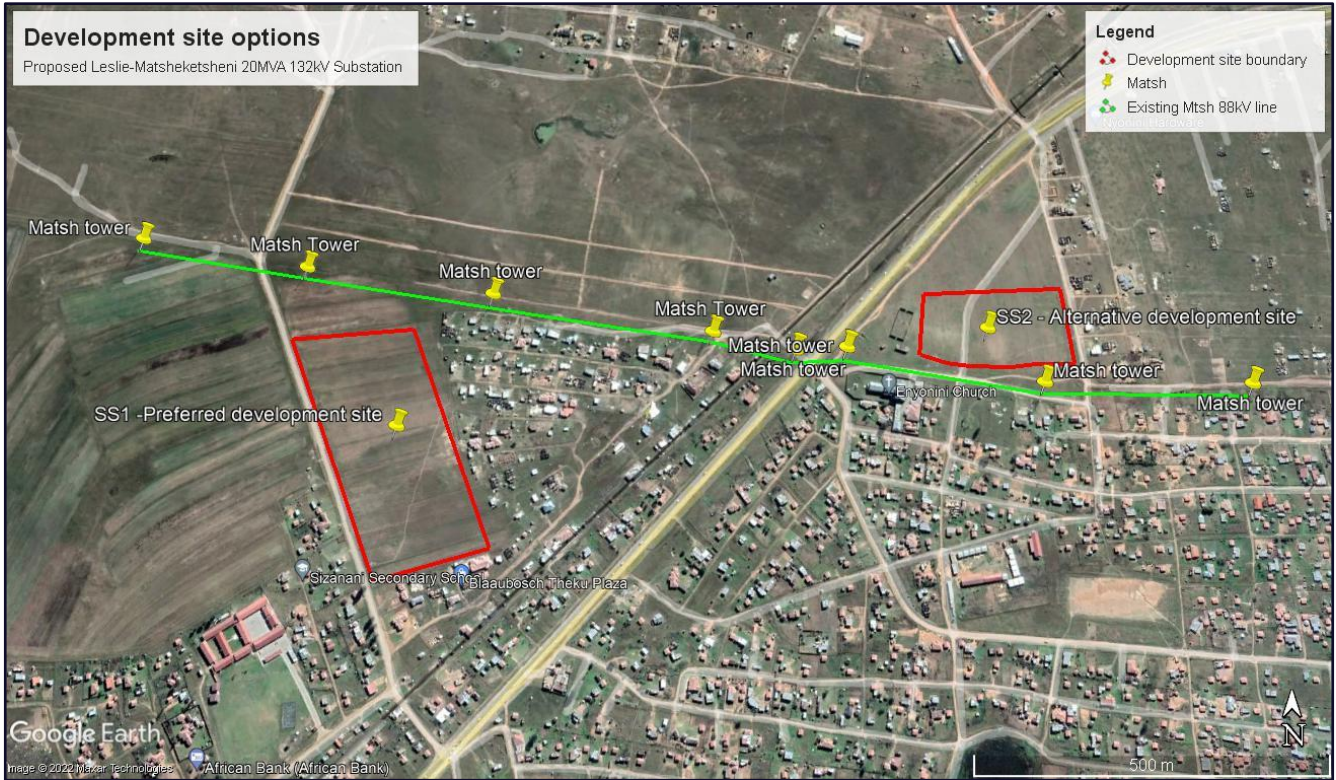 Development site options
Proposed Leslie-Matsheketsheni 20MVA 132kV Substation
Legend
Development site boundary
Matsh
Existing Mtsh 88kV line
Matsh tower
Matsh Tower
Matsh tower
Matsh Tower
Matsh tower
Matsh tower
SS2 - Alternative development site
Matsh tower
Matsh tower
Enyonini Church
SS1 -Preferred development site
Sizanani Secondary School
Blaaubosch Theku Plaza
Google Earth
Image © 2022 Maxar Technologies
African Bank (African Bank)
N
500 m